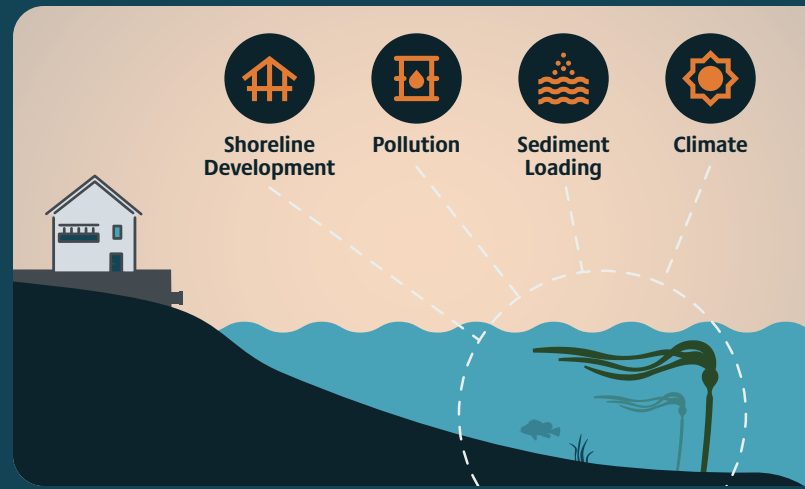 Shoreline
Development
Pollution
Sediment
Loading
Climate